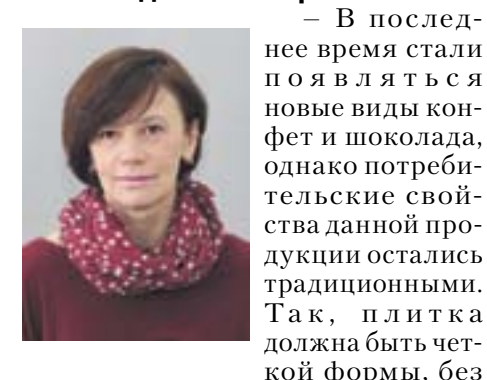 – В послед-
нее время стали
появляться
новые виды кон-
фет и шоколада,
однако потреби-
тельские свой-
ства данной про-
дукции остались
традиционными.
Так, плитка
должна быть чет-
кой формы, без